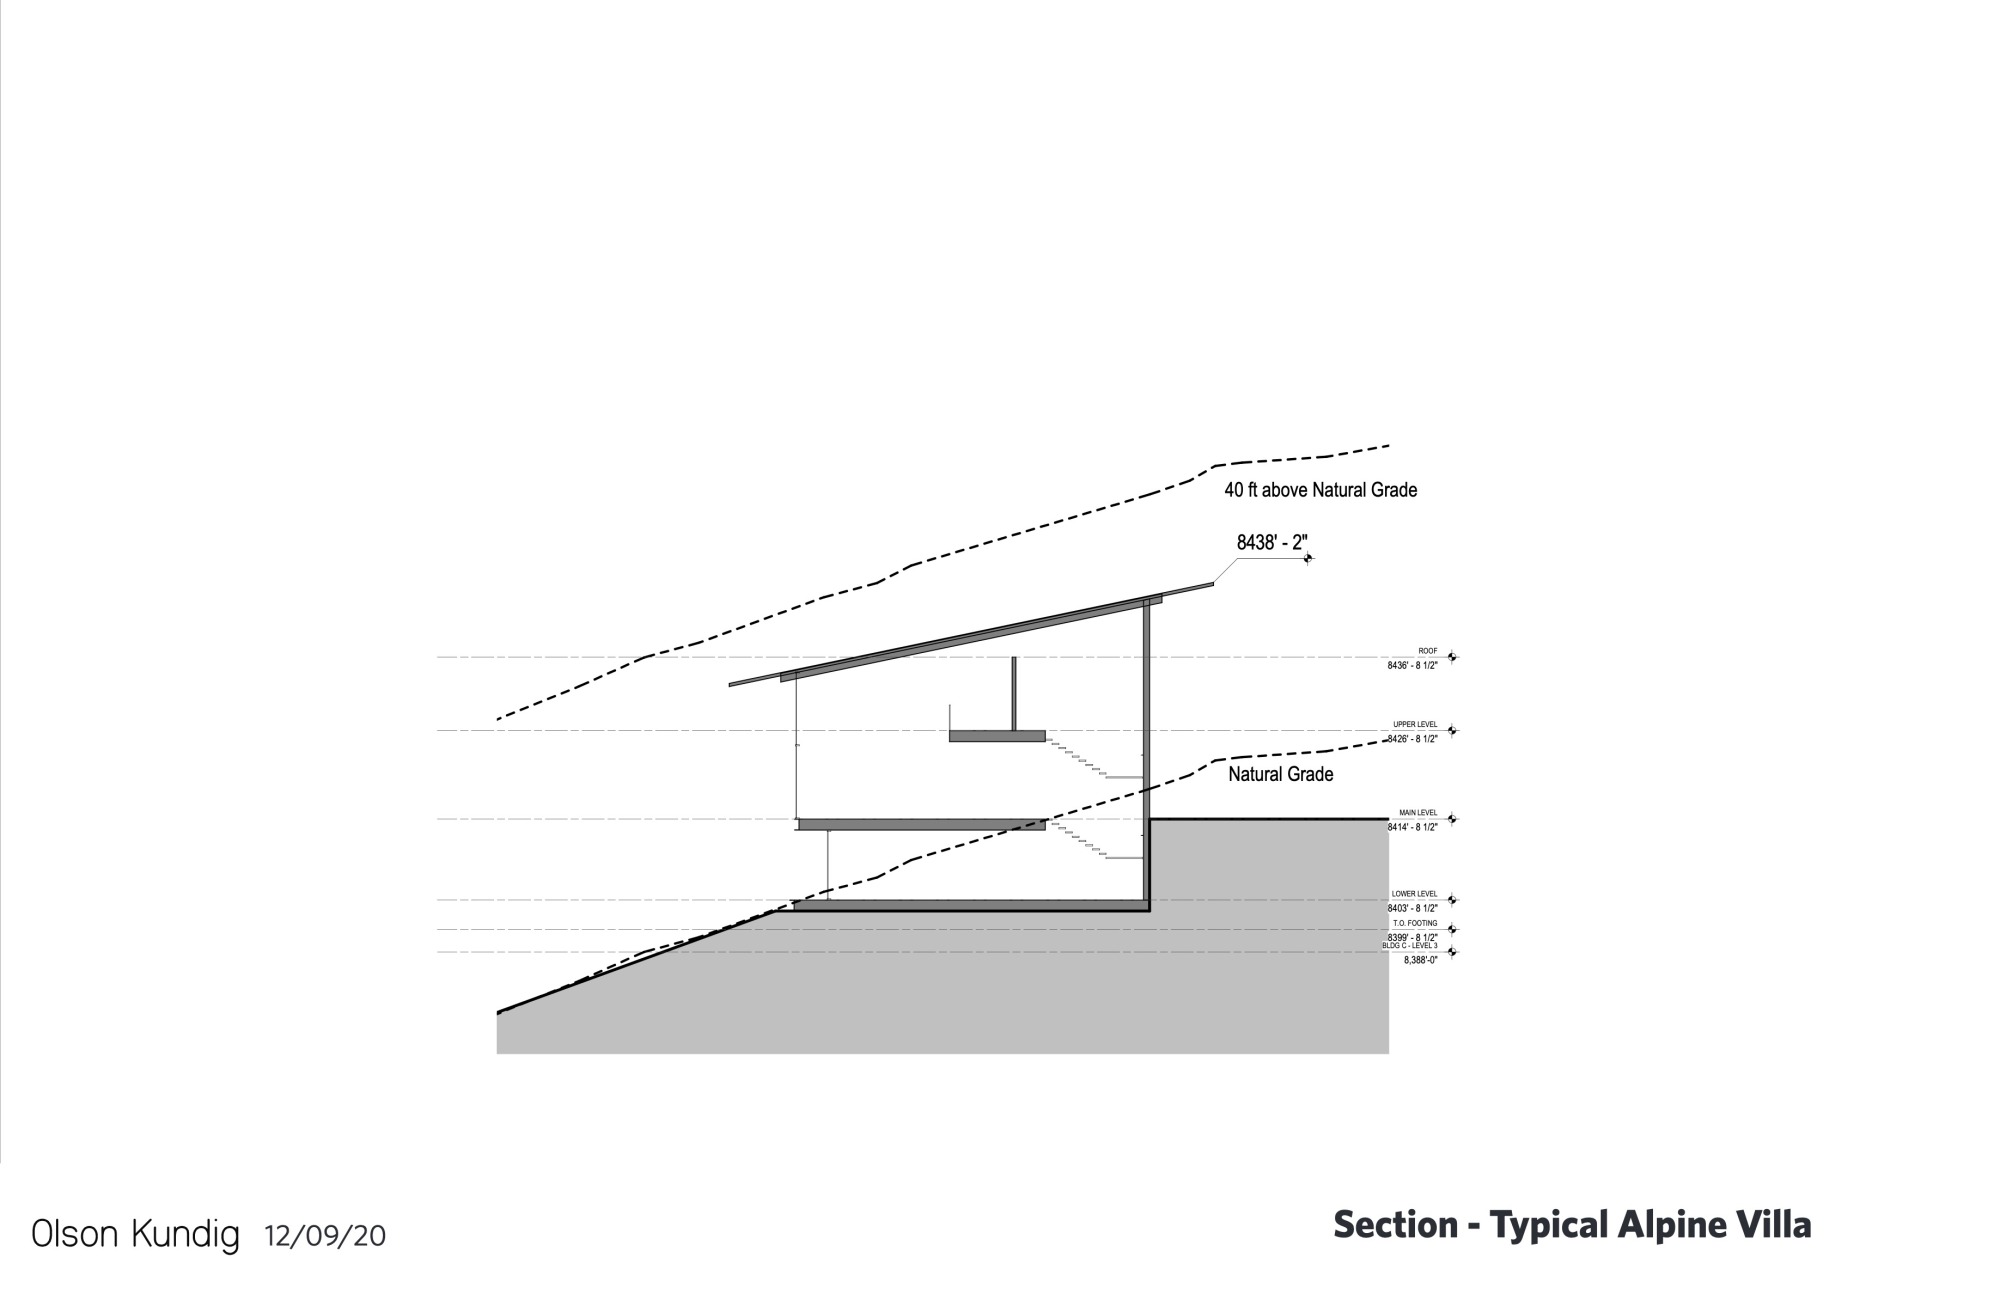 40 ft above Natural Grade
8438' - 2"
ROOF
8436' - 8 1/2"
UPPER LEVEL
8426' - 8 1/2"
Natural Grade
MAIN LEVEL
8414' - 8 1/2"
LOWER LEVEL
8403' - 8 1/2"
T.O. FOOTING
8399' - 8 1/2"
BLDG C - LEVEL 3
8,388'-0"
Olson Kundig 12/09/20
Section - Typical Alpine Villa